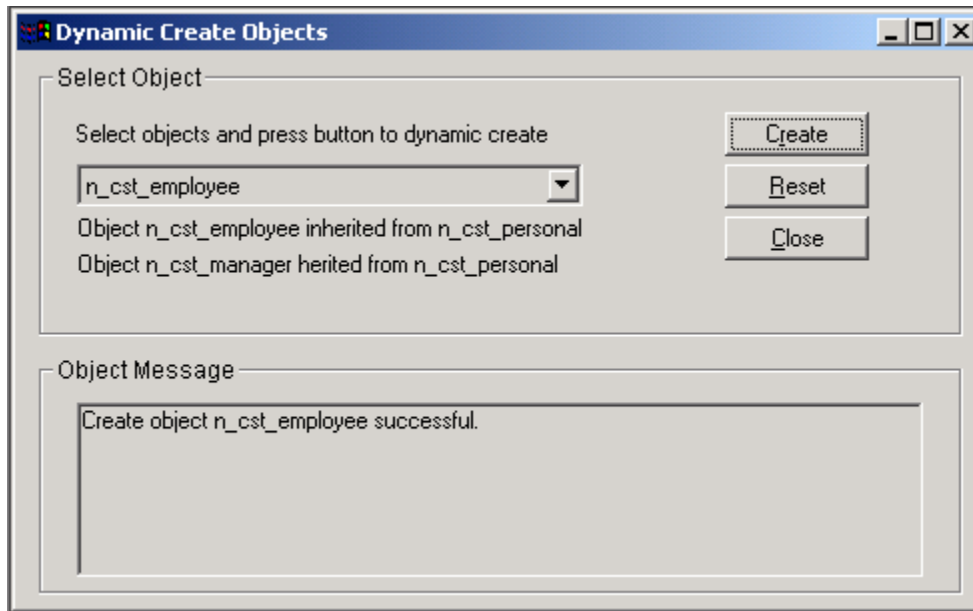 Dynamic Create Objects
Select Object
Select objects and press button to dynamic create
Create
n_cst_employee
Reset
Object n_cst_employee inherited from n_cst_personal
Close
Object n_cst_manager herited from n_cst_personal
Object Message
Create object n_cst_employee successful.